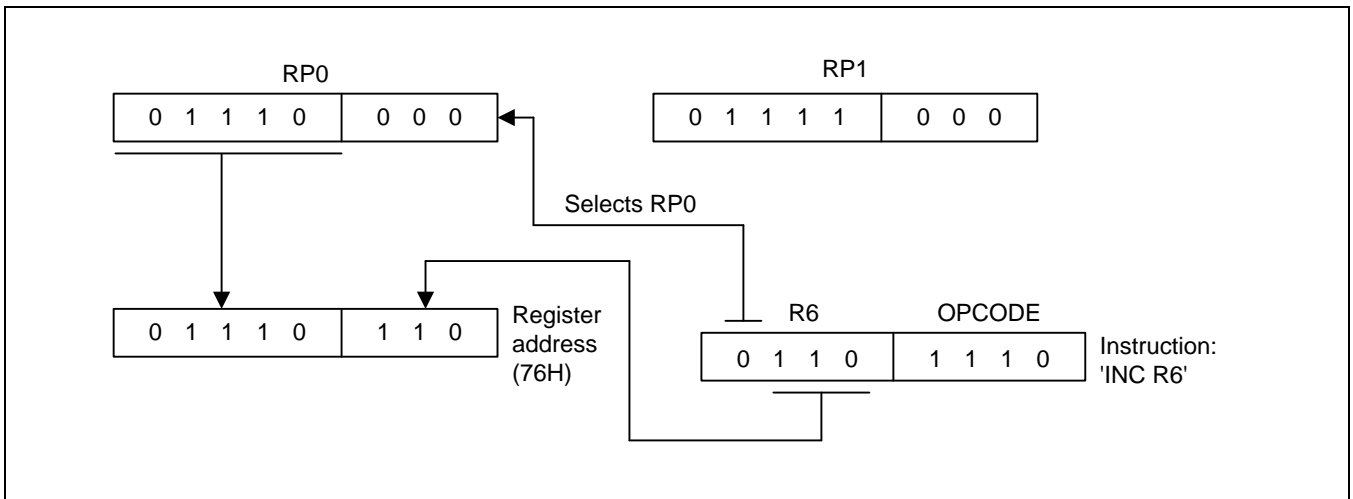 RP0
RP1
0 1 1 1 0 0 0 0
0 1 1 1 1 0 0 0
Selects RP0
0 1 1 1 0 1 1 0
Register
address
(76H)
R6
OPCODE
0 1 1 0 1 1 1 0
Instruction:
'INC R6'